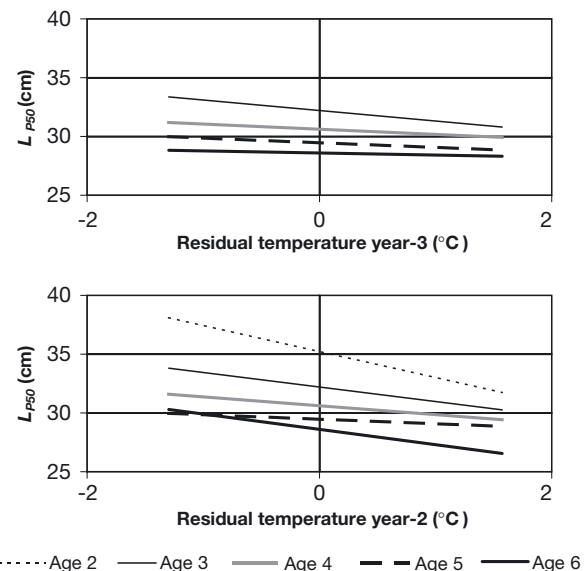 40
35
30
25
L P50 (cm)
-2 0 2
Residual temperature year-3 (°C)
40
35
30
25
L P50 (cm)
-2 0 2
Residual temperature year-2 (°C)
Age 2 Age 3 Age 4 Age 5 Age 6